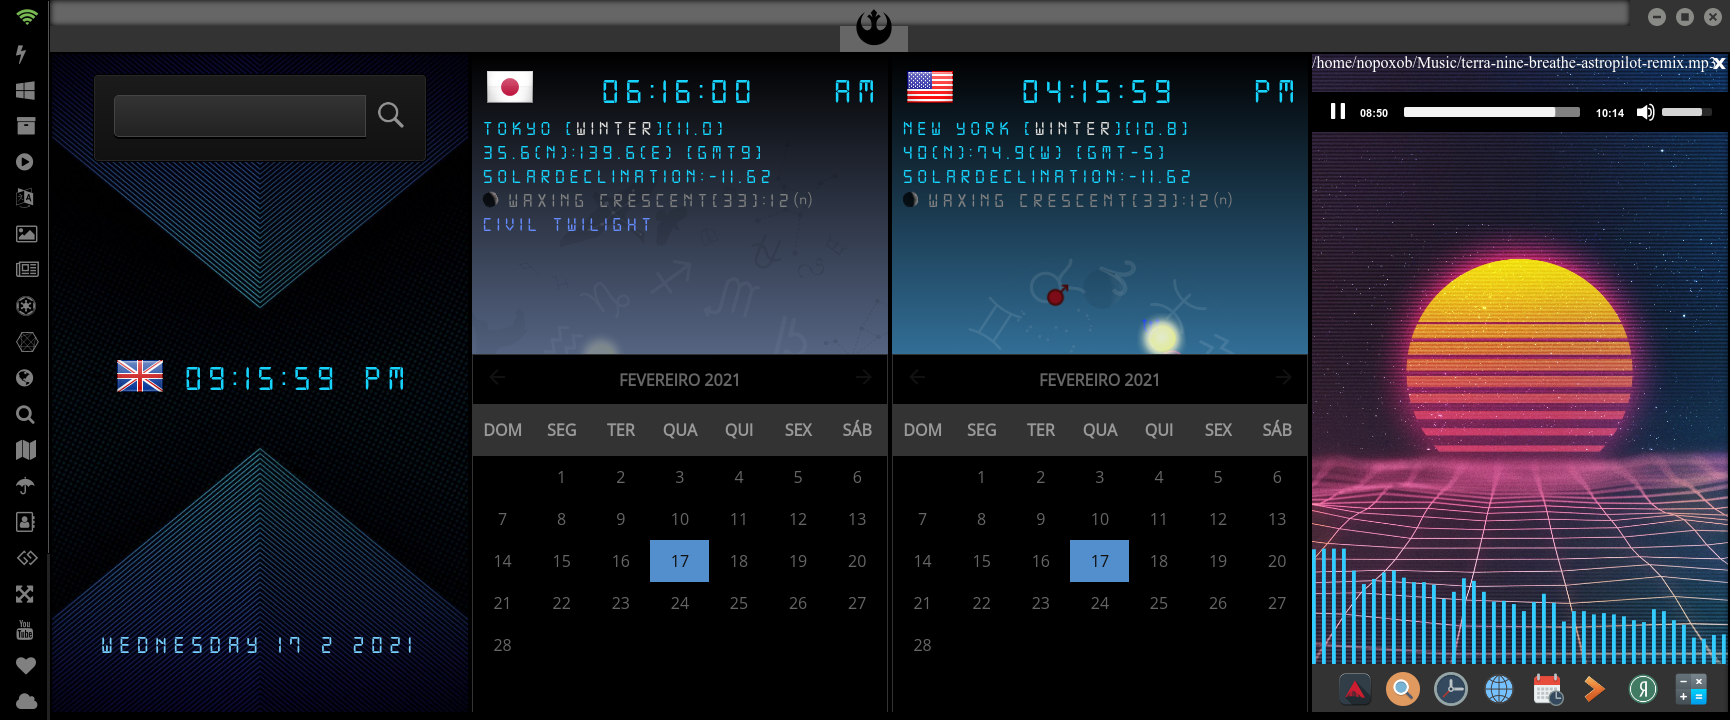 09:15:59 PM
WEDNESDAY 17 2 2021
06:16:00 AM
TOKYO [WINTER][11.0]
35.6(N):139.6(E) [GMT9]
SOLARDECLINATION:-11.62
WAXING CRESCENT[33]:12(n)
CIVIL TWILIGHT
FEVEREIRO 2021
DOM SEG TER QUA QUI SEX SÁB
1 2 3 4 5 6
7 8 9 10 11 12 13
14 15 16 17 18 19 20
21 22 23 24 25 26 27
28
04:15:59 PM
NEW YORK [WINTER][10.8]
40(N):74.9(W) [GMT-5]
SOLARDECLINATION:-11.62
WAXING CRESCENT[33]:12(n)
FEVEREIRO 2021
DOM SEG TER QUA QUI SEX SÁB
1 2 3 4 5 6
7 8 9 10 11 12 13
14 15 16 17 18 19 20
21 22 23 24 25 26 27
28
/home/nopoxob/Music/terra-nine-breathe-astropilot-remix.mp3
08:50 10:14
You
Tube
Я